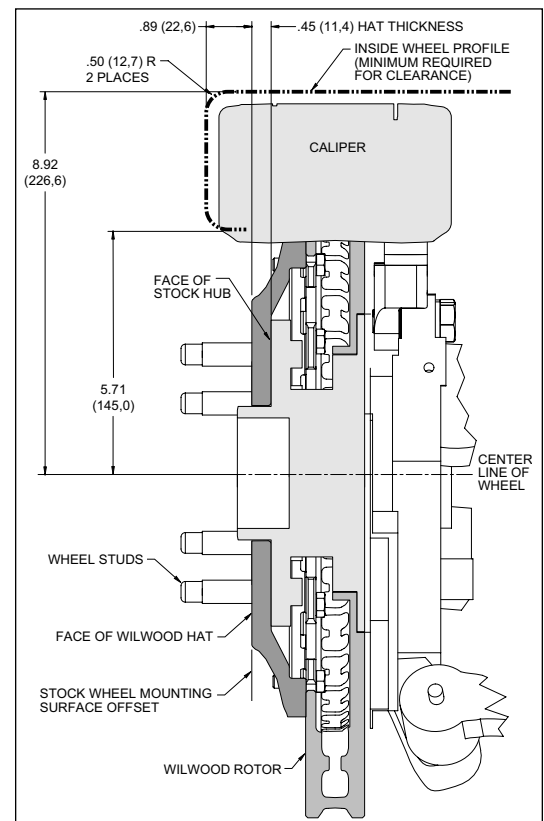 .89 (22,6)
.45 (11,4) HAT THICKNESS
.50 (12,7) R
2 PLACES
INSIDE WHEEL PROFILE
(MINIMUM REQUIRED
FOR CLEARANCE)
8.92
(226,6)
CALIPER
FACE OF
STOCK HUB
5.71
(145,0)
CENTER
LINE OF
WHEEL
WHEEL STUDS
FACE OF WILWOOD HAT
STOCK WHEEL MOUNTING
SURFACE OFFSET
WILWOOD ROTOR